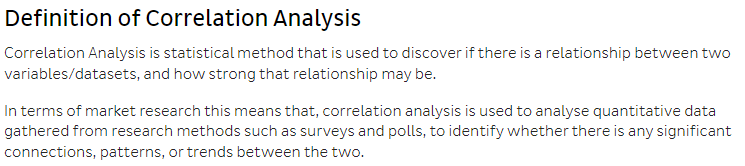 Definition of Correlation Analysis
Correlation Analysis is statistical method that is used to discover if there is a relationship between two
variables/datasets, and how strong that relationship may be.
In terms of market research this means that, correlation analysis is used to analyse quantitative data
gathered from research methods such as surveys and polls, to identify whether there is any significant
connections, patterns, or trends between the two.